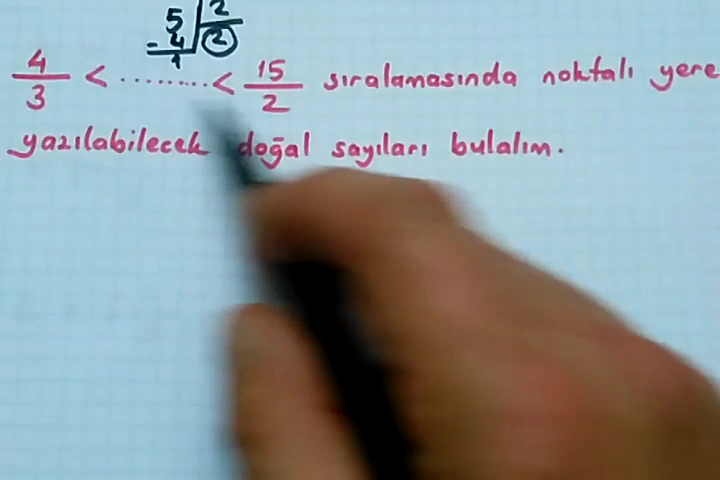 5 2
- 4 2
1
4/3 < ........ < 15/2 sıralamasında noktalı yere
yazılabilecek doğal sayıları bulalım.